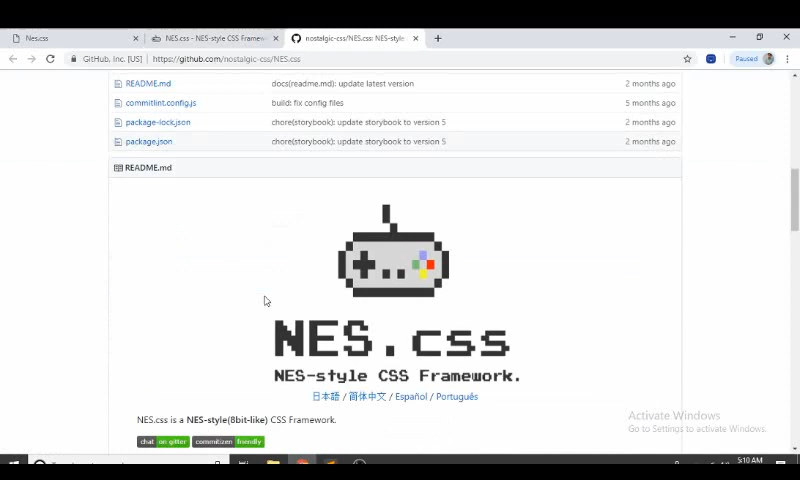 Nes.css
NES.css - NES-style CSS Framewor
nostalgic-css/NES.css: NES-style
GitHub, Inc. [US]
https://github.com/nostalgic-css/NES.css
Paused
README.md docs(readme.md): update latest version 2 months ago
commitlint.config.js build: fix config files 5 months ago
package-lock.json chore(storybook): update storybook to version 5 2 months ago
package.json chore(storybook): update storybook to version 5 2 months ago
README.md
NES.css
NES-style CSS Framework.
日本語 / 简体中文 / Español / Português
NES.css is a NES-style(8bit-like) CSS Framework.
chat on gitter commitizen friendly
Activate Windows
Go to Settings to activate Windows.
5:10 AM